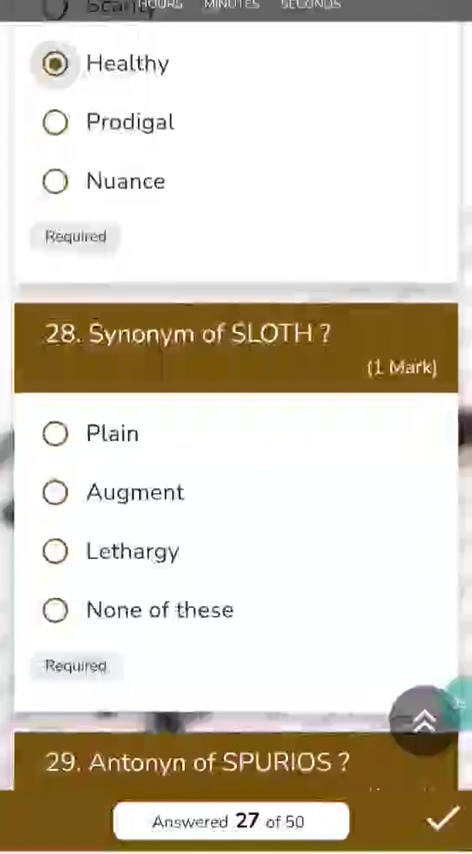 Scarity
HOURS MINUTES SECONDS
Healthy
Prodigal
Nuance
Required
28. Synonym of SLOTH ?
(1 Mark)
Plain
Augment
Lethargy
None of these
Required
29. Antonyn of SPURIOS ?
Answered 27 of 50